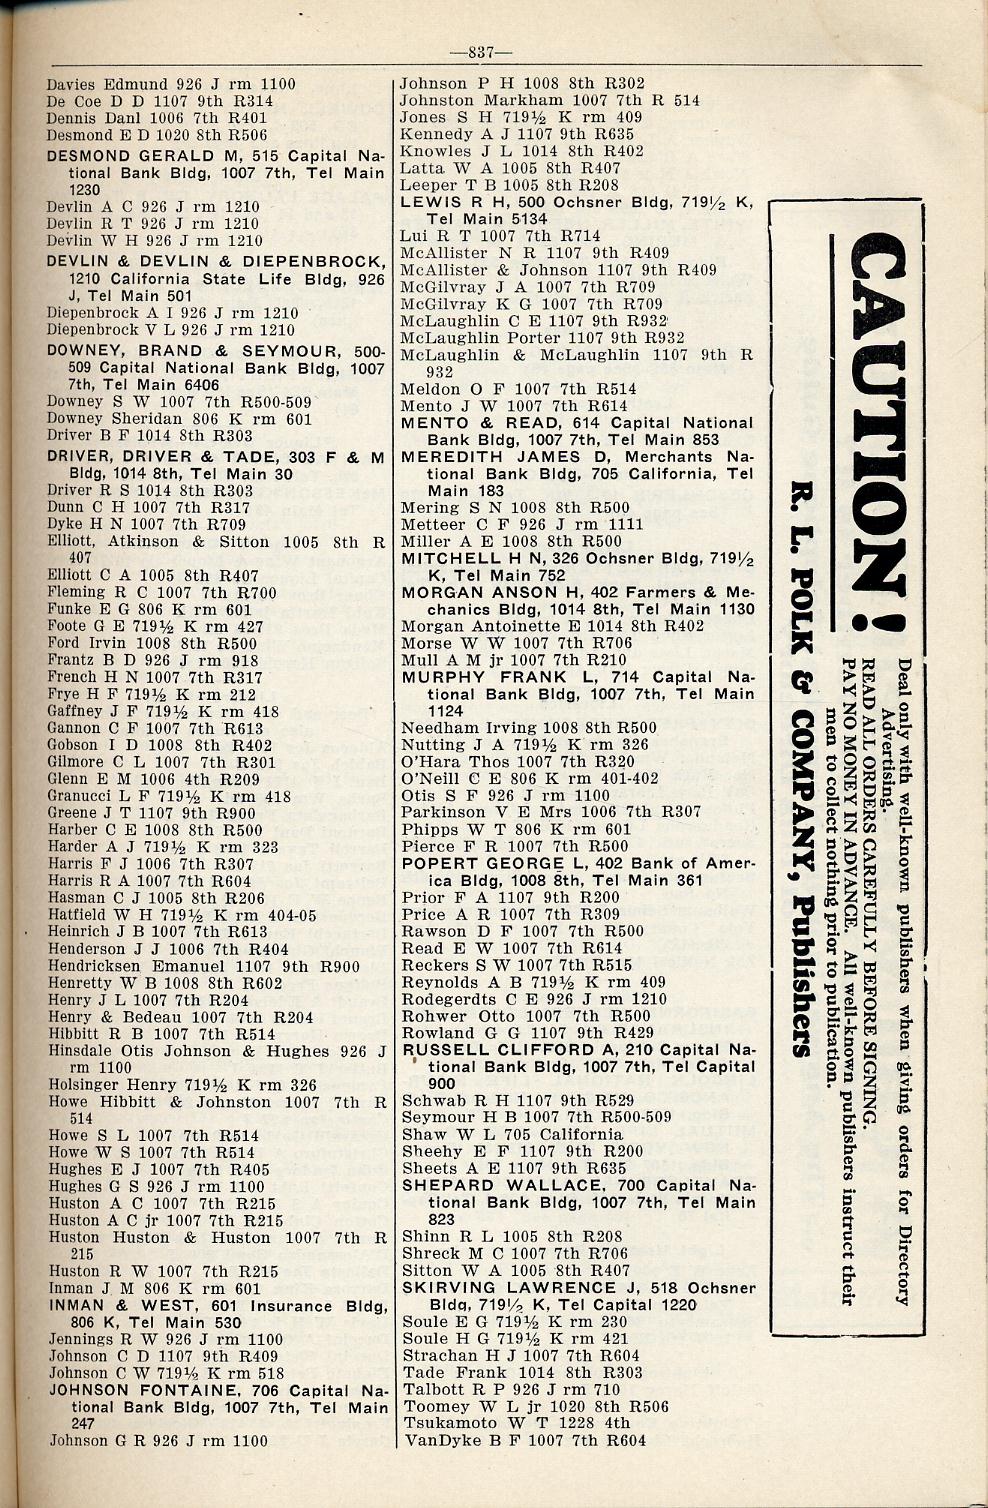 —837—
Davies Edmund 926 J rm 1100
De Coe D D 1107 9th R314
Dennis Danl 1006 7th R401
Desmond E D 1020 8th R506
DESMOND GERALD M, 515 Capital Na-
tional Bank Bldg, 1007 7th, Tel Main
1230
Devlin A C 926 J rm 1210
Devlin R T 926 J rm 1210
Devlin W H 926 J rm 1210
DEVLIN & DEVLIN & DIEPENBROCK,
1210 California State Life Bldg, 926
J, Tel Main 501
Diepenbrock A I 926 J rm 1210
Diepenbrock V L 926 J rm 1210
DOWNEY, BRAND & SEYMOUR, 500-
509 Capital National Bank Bldg, 1007
7th, Tel Main 6406
Downey S W 1007 7th R500-509
Downey Sheridan 806 K rm 601
Driver B F 1014 8th R303
DRIVER, DRIVER & TADE, 303 F & M
Bldg, 1014 8th, Tel Main 30
Driver R S 1014 8th R303
Dunn C H 1007 7th R317
Dyke H N 1007 7th R709
Elliott, Atkinson & Sitton 1005 8th R
407
Elliott C A 1005 8th R407
Fleming R C 1007 7th R700
Funke E G 806 K rm 601
Foote G E 719½ K rm 427
Ford Irvin 1008 8th R500
Frantz B D 926 J rm 918
French H N 1007 7th R317
Frye H F 719½ K rm 212
Gaffney J F 719½ K rm 418
Gannon C F 1007 7th R613
Gobson I D 1008 8th R402
Gilmore C L 1007 7th R301
Glenn E M 1006 4th R209
Granucci L F 719½ K rm 418
Greene J T 1107 9th R900
Harber C E 1008 8th R500
Harder A J 719½ K rm 323
Harris F J 1006 7th R307
Harris R A 1007 7th R604
Hasman C J 1005 8th R206
Hatfield W H 719½ K rm 404-05
Heinrich J B 1007 7th R613
Henderson J J 1006 7th R404
Hendricksen Emanuel 1107 9th R900
Henretty W B 1008 8th R602
Henry J L 1007 7th R204
Henry & Bedeau 1007 7th R204
Hibbitt R B 1007 7th R514
Hinsdale Otis Johnson & Hughes 926 J
rm 1100
Holsinger Henry 719½ K rm 326
Howe Hibbitt & Johnston 1007 7th R
514
Howe S L 1007 7th R514
Howe W S 1007 7th R514
Hughes E J 1007 7th R405
Hughes G S 926 J rm 1100
Huston A C 1007 7th R215
Huston A C jr 1007 7th R215
Huston Huston & Huston 1007 7th R
215
Huston R W 1007 7th R215
Inman J M 806 K rm 601
INMAN & WEST, 601 Insurance Bldg,
806 K, Tel Main 530
Jennings R W 926 J rm 1100
Johnson C D 1107 9th R409
Johnson C W 719½ K rm 518
JOHNSON FONTAINE, 706 Capital Na-
tional Bank Bldg, 1007 7th, Tel Main
247
Johnson G R 926 J rm 1100
Johnson P H 1008 8th R302
Johnston Markham 1007 7th R 514
Jones S H 719½ K rm 409
Kennedy A J 1107 9th R635
Knowles J L 1014 8th R402
Latta W A 1005 8th R407
Leeper T B 1005 8th R208
LEWIS R H, 500 Ochsner Bldg, 719½ K,
Tel Main 5134
Lui R T 1007 7th R714
McAllister N R 1107 9th R409
McAllister & Johnson 1107 9th R409
McGilvray J A 1007 7th R709
McGilvray K G 1007 7th R709
McLaughlin C E 1107 9th R932
McLaughlin Porter 1107 9th R932
McLaughlin & McLaughlin 1107 9th R
932
Meldon O F 1007 7th R514
Mento J W 1007 7th R614
MENTO & READ, 614 Capital National
Bank Bldg, 1007 7th, Tel Main 853
MEREDITH JAMES D, Merchants Na-
tional Bank Bldg, 705 California, Tel
Main 183
Mering S N 1008 8th R500
Metteer C F 926 J rm 1111
Miller A E 1008 8th R500
MITCHELL H N, 326 Ochsner Bldg, 719½
K, Tel Main 752
MORGAN ANSON H, 402 Farmers & Me-
chanics Bldg, 1014 8th, Tel Main 1130
Morgan Antoinette E 1014 8th R402
Morse W W 1007 7th R706
Mull A M jr 1007 7th R210
MURPHY FRANK L, 714 Capital Na-
tional Bank Bldg, 1007 7th, Tel Main
1124
Needham Irving 1008 8th R500
Nutting J A 719½ K rm 326
O'Hara Thos 1007 7th R320
O'Neill C E 806 K rm 401-402
Otis S F 926 J rm 1100
Parkinson V E Mrs 1006 7th R307
Phipps W T 806 K rm 601
Pierce F R 1007 7th R500
POPERT GEORGE L, 402 Bank of Amer-
ica Bldg, 1008 8th, Tel Main 361
Prior F A 1107 9th R200
Price A R 1007 7th R309
Rawson D F 1007 7th R500
Read E W 1007 7th R614
Reckers S W 1007 7th R515
Reynolds A B 719½ K rm 409
Rodegerdts C E 926 J rm 1210
Rohwer Otto 1007 7th R500
Rowland G G 1107 9th R429
RUSSELL CLIFFORD A, 210 Capital Na-
tional Bank Bldg, 1007 7th, Tel Capital
900
Schwab R H 1107 9th R529
Seymour H B 1007 7th R500-509
Shaw W L 705 California
Sheehy E F 1107 9th R200
Sheets A E 1107 9th R635
SHEPARD WALLACE, 700 Capital Na-
tional Bank Bldg, 1007 7th, Tel Main
823
Shinn R L 1005 8th R208
Shreck M C 1007 7th R706
Sitton W A 1005 8th R407
SKIRVING LAWRENCE J, 518 Ochsner
Bldg, 719½ K, Tel Capital 1220
Soule E G 719½ K rm 230
Soule H G 719½ K rm 421
Strachan H J 1007 7th R604
Tade Frank 1014 8th R303
Talbott R P 926 J rm 710
Toomey W L jr 1020 8th R506
Tsukamoto W T 1228 4th
VanDyke B F 1007 7th R604
CAUTION!
Deal only with well-known publishers when giving orders for Directory
Advertising.
READ ALL ORDERS CAREFULLY BEFORE SIGNING.
PAY NO MONEY IN ADVANCE. All well-known publishers instruct their
men to collect nothing prior to publication.
R. L. POLK & COMPANY, Publishers